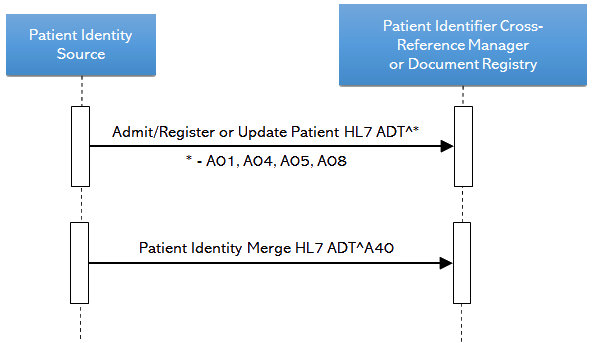 Patient Identity
Source
Patient Identifier Cross-
Reference Manager
or Document Registry
Admit/Register or Update Patient HL7 ADT^*
* - A01, A04, A05, A08
Patient Identity Merge HL7 ADT^A40